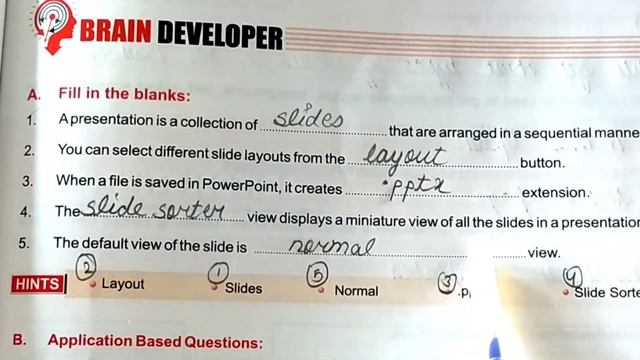 BRAIN DEVELOPER
A. Fill in the blanks:
1. A presentation is a collection of slides that are arranged in a sequential manne
2. You can select different slide layouts from the layout button.
3. When a file is saved in PowerPoint, it creates .pptx extension.
4. The slide sorter view displays a miniature view of all the slides in a presentation
5. The default view of the slide is normal view.
2 1 5 3 4
HINTS • Layout • Slides • Normal .p • Slide Sorte
B. Application Based Questions: